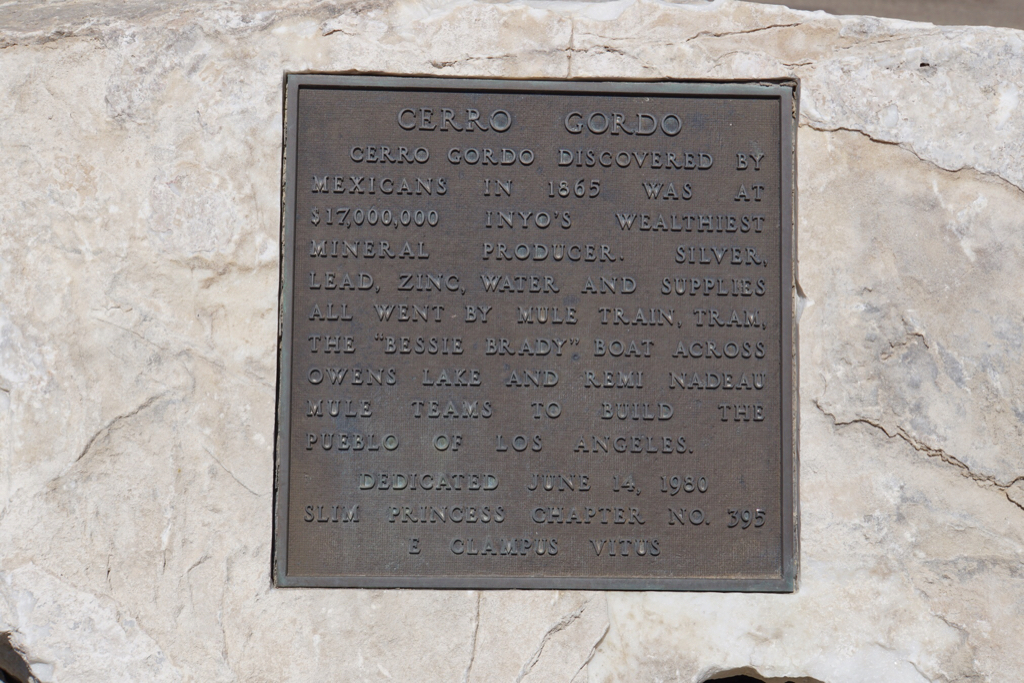 CERRO GORDO
CERRO GORDO DISCOVERED BY
MEXICANS IN 1865 WAS AT
$17,000,000 INYO'S WEALTHIEST
MINERAL PRODUCER. SILVER,
LEAD, ZINC, WATER AND SUPPLIES
ALL WENT BY MULE TRAIN, TRAM,
THE "BESSIE BRADY" BOAT ACROSS
OWENS LAKE AND REMI NADEAU
MULE TEAMS TO BUILD THE
PUEBLO OF LOS ANGELES.
DEDICATED JUNE 14, 1980
SLIM PRINCESS CHAPTER NO. 395
E CLAMPUS VITUS